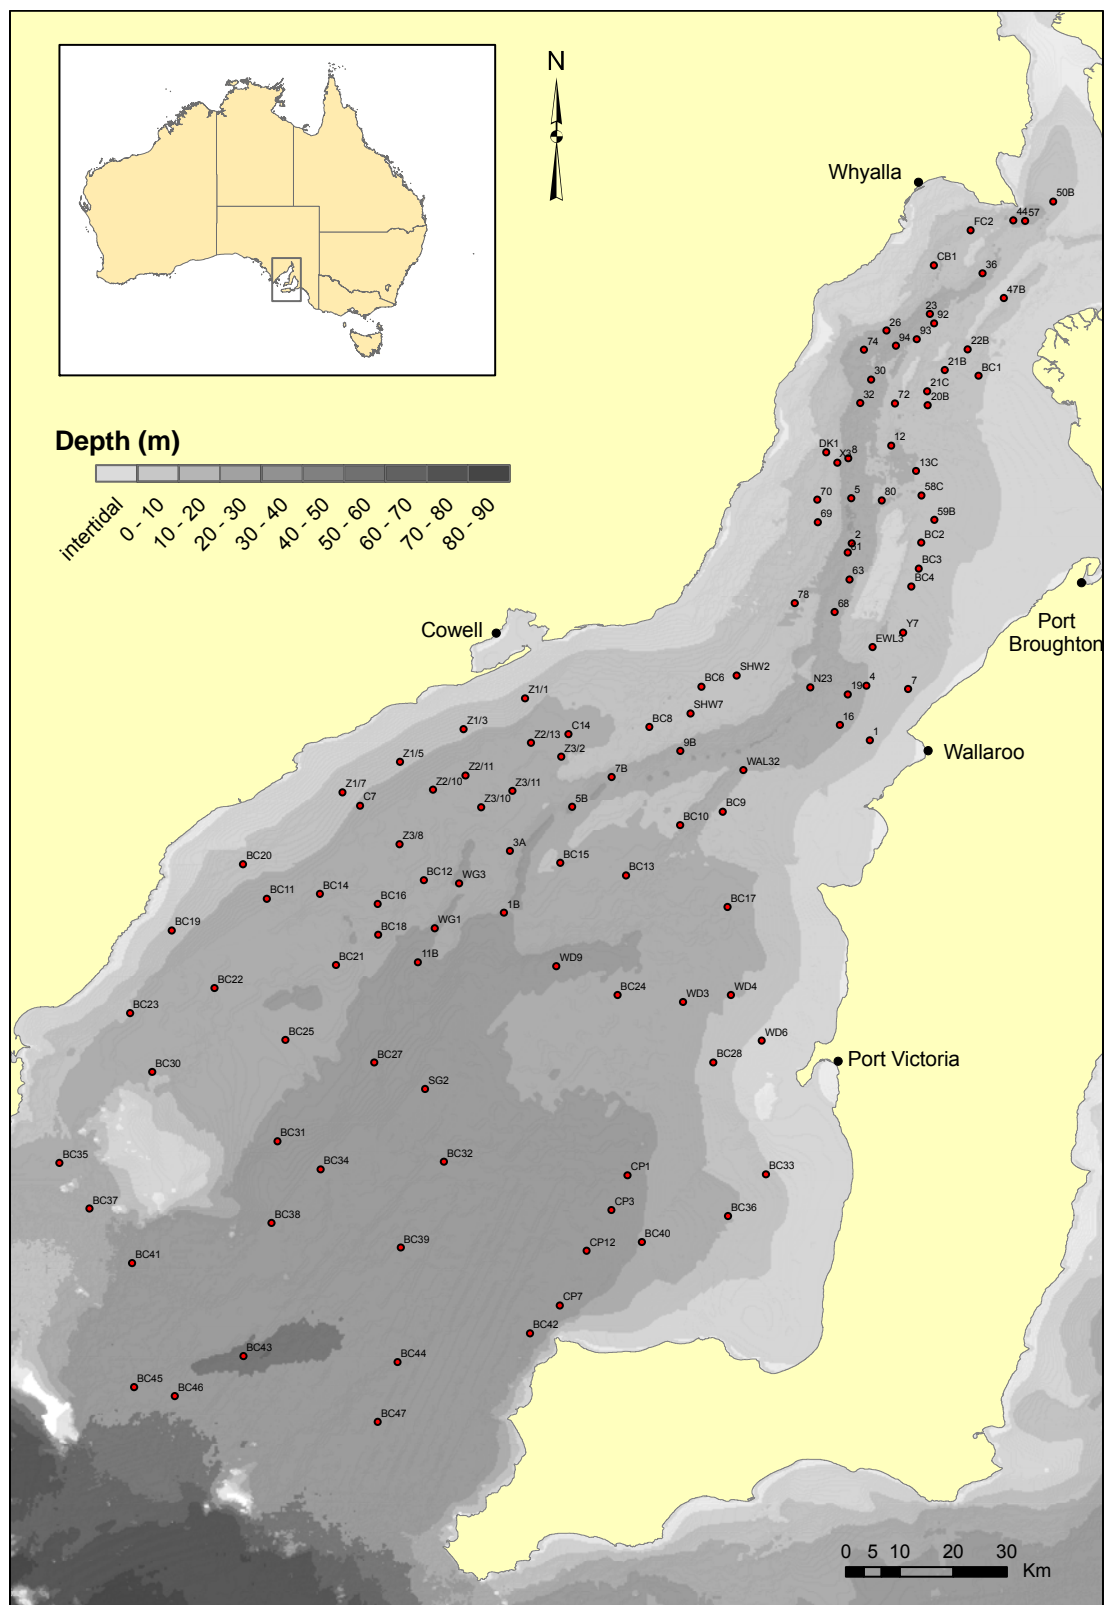 N
Whyalla
50B
44
57
FC2
CB1
36
47B
23
92
26
93
94
74
22B
21B
BC1
30
21C
32
72
20B
Depth (m)
intertidal
0 - 10
10 - 20
20 - 30
30 - 40
40 - 50
50 - 60
60 - 70
70 - 80
80 - 90
12
DK1
X3
8
13C
70
5
80
58C
69
59B
2
BC2
BC3
63
BC4
78
68
Port
Broughton
Cowell
Y7
EWL3
SHW2
BC6
N23
19
4
7
Z1/1
SHW7
16
Z1/3
C14
BC8
1
Z2/13
Wallaroo
Z3/2
9B
Z1/5
WAL32
Z2/11
7B
Z2/10
Z3/11
Z1/7
C7
Z3/10
5B
BC9
BC10
Z3/8
3A
BC20
BC15
BC12
WG3
BC13
BC11
BC14
BC16
1B
BC17
BC19
BC18
WG1
BC21
11B
WD9
BC22
BC24
WD3
WD4
BC23
BC25
WD6
BC27
BC28
Port Victoria
BC30
SG2
BC31
BC35
BC34
BC32
CP1
BC33
BC37
CP3
BC36
BC38
BC41
BC39
CP12
BC40
CP7
BC42
BC43
BC44
BC45
BC46
BC47
0 5 10 20 30
Km